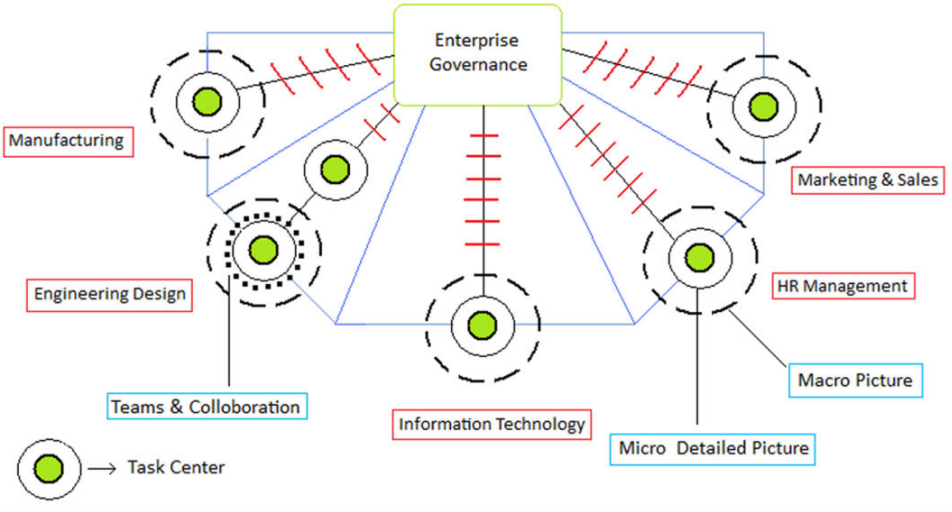 Enterprise
Governance
Manufacturing
Marketing & Sales
Engineering Design
HR Management
Macro Picture
Teams & Colloboration
Information Technology
Micro Detailed Picture
Task Center